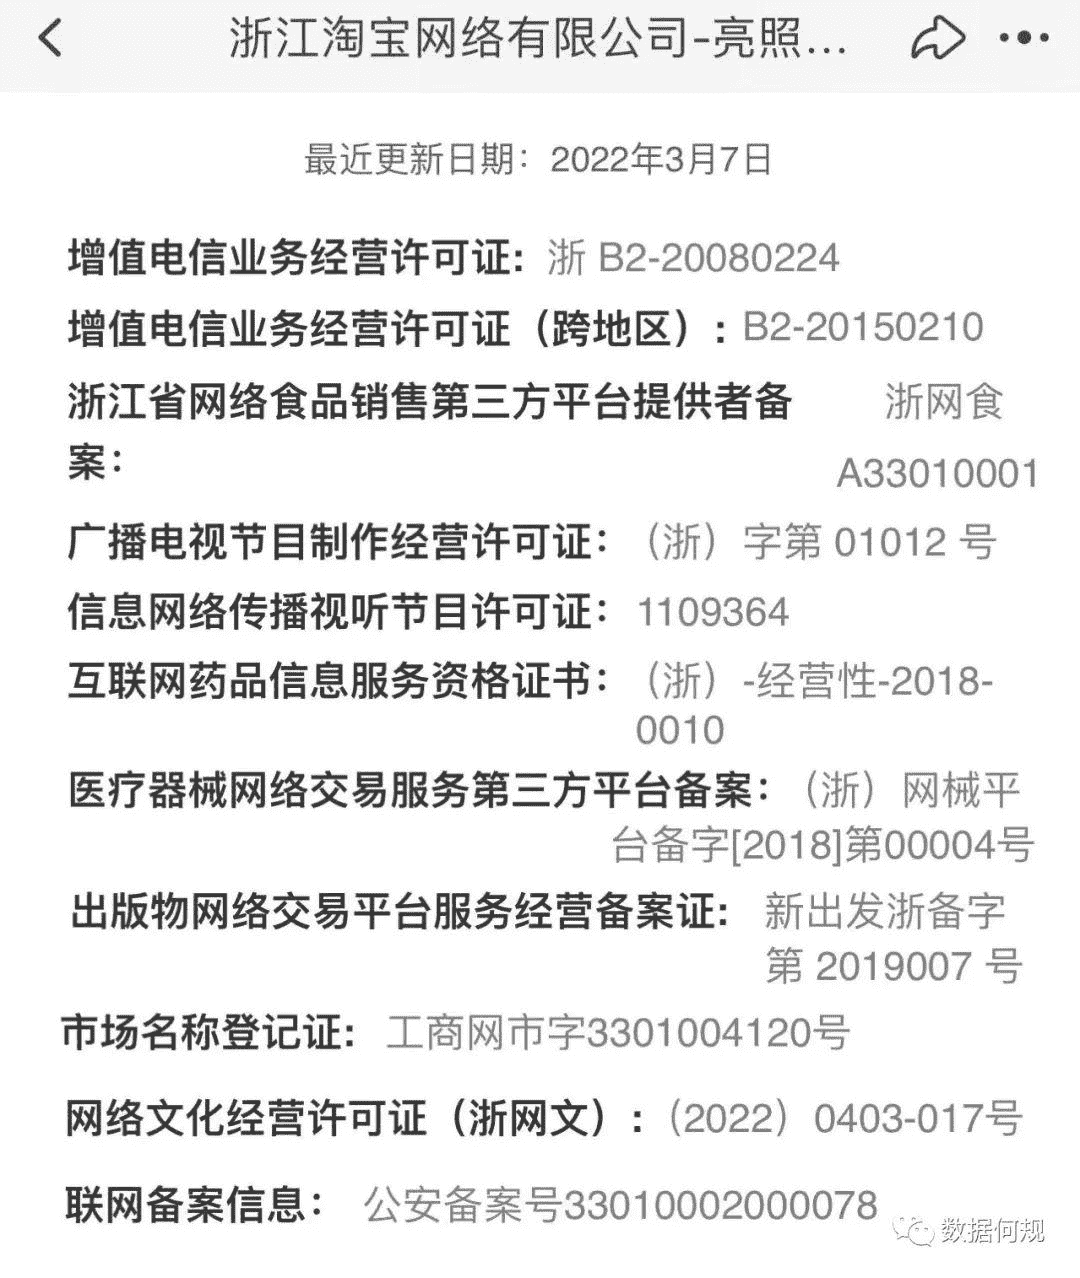 浙江淘宝网络有限公司-亮照...
最近更新日期：2022年3月7日
增值电信业务经营许可证: 浙 B2-20080224
增值电信业务经营许可证（跨地区）: B2-20150210
浙江省网络食品销售第三方平台提供者备 浙网食
案： A33010001
广播电视节目制作经营许可证：（浙）字第 01012 号
信息网络传播视听节目许可证：1109364
互联网药品信息服务资格证书：（浙）-经营性-2018-
0010
医疗器械网络交易服务第三方平台备案：（浙）网械平
台备字[2018]第00004号
出版物网络交易平台服务经营备案证: 新出发浙备字
第 2019007 号
市场名称登记证: 工商网市字3301004120号
网络文化经营许可证（浙网文）:（2022）0403-017号
联网备案信息： 公安备案号33010002000078
数据何规